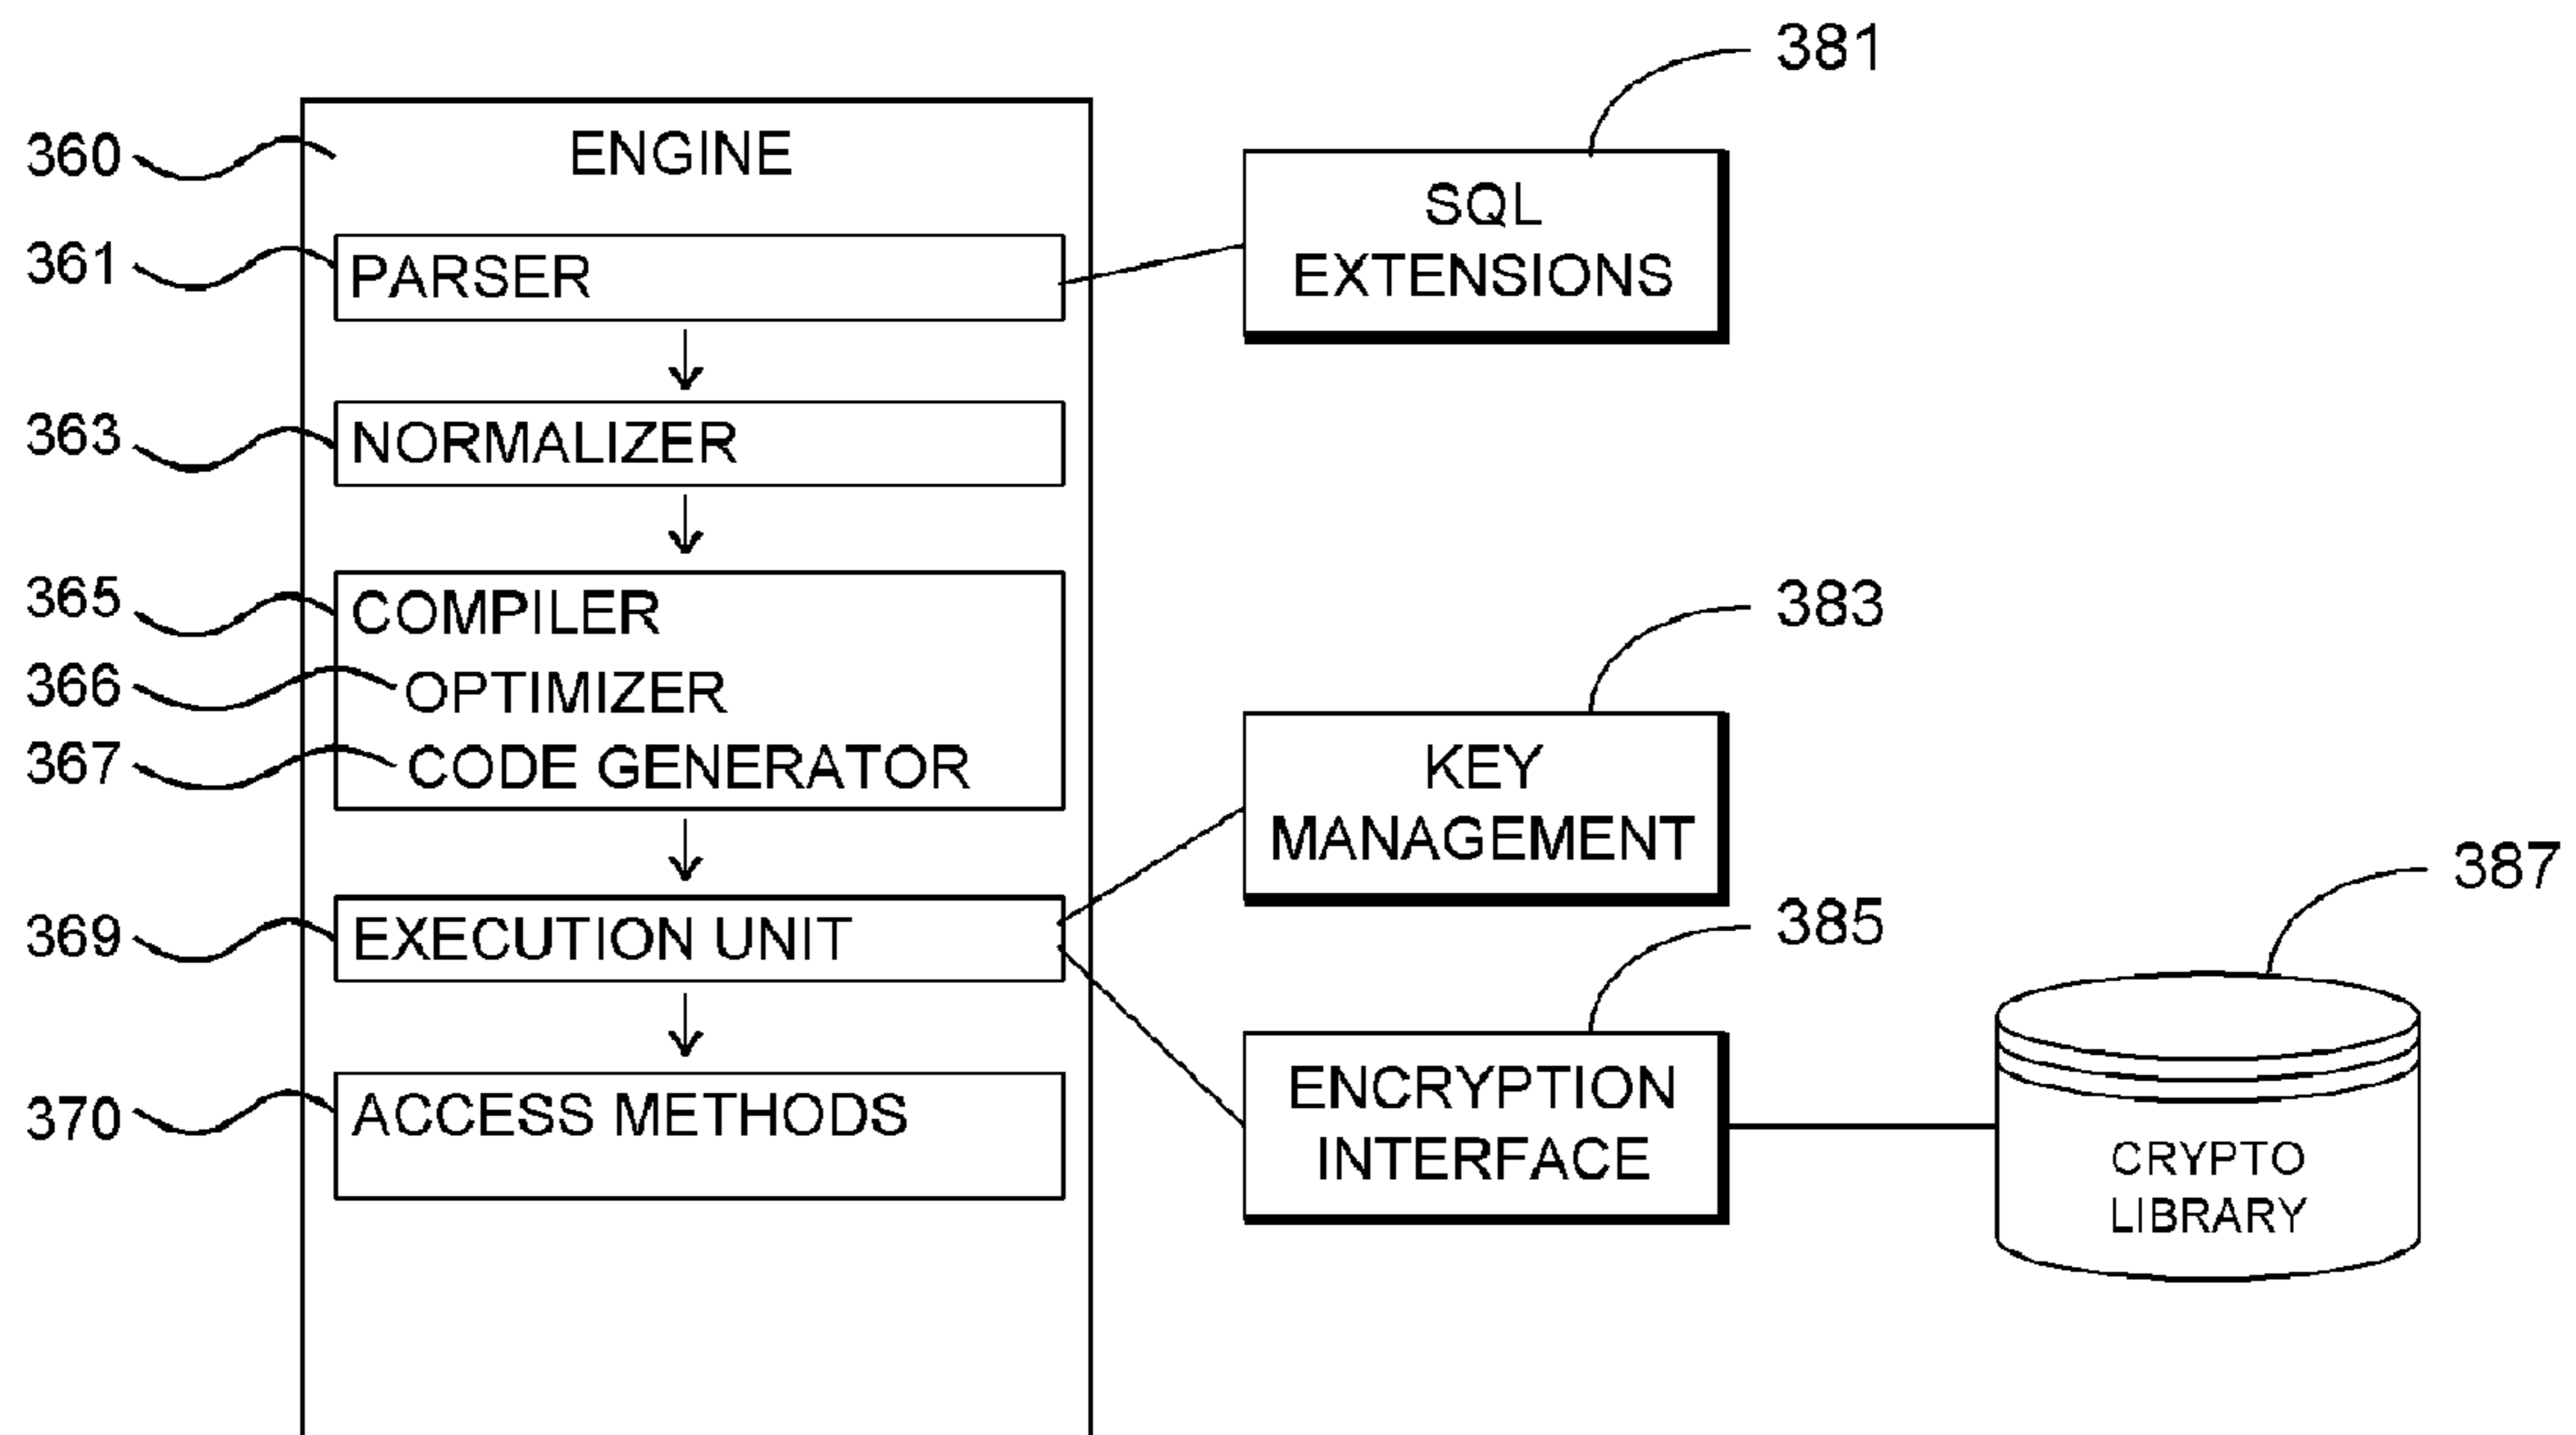 381
360
ENGINE
SQL
EXTENSIONS
361
PARSER
363
NORMALIZER
365
COMPILER
383
366
OPTIMIZER
367
CODE GENERATOR
KEY
MANAGEMENT
387
369
EXECUTION UNIT
385
370
ACCESS METHODS
ENCRYPTION
INTERFACE
CRYPTO
LIBRARY